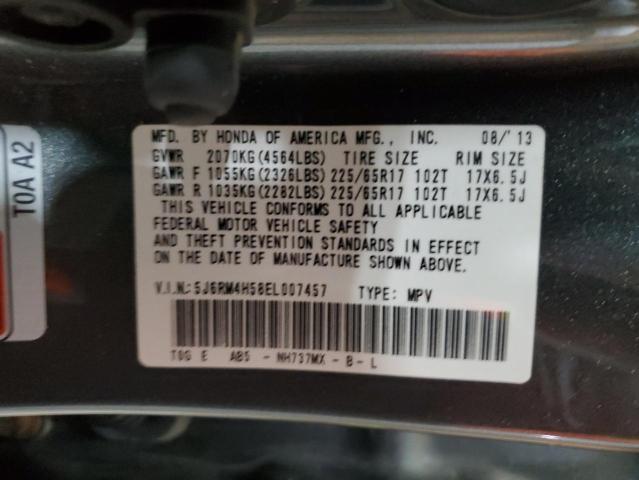 MFD. BY HONDA OF AMERICA MFG., INC. 08/'13
GVWR 2070KG(4564LBS) TIRE SIZE RIM SIZE
GAWR F 1055KG(2326LBS)225/65R17 102T 17X6.5J
GAWR R 1035KG(2282LBS)225/65R17 102T 17X6.5J
THIS VEHICLE CONFORMS TO ALL APPLICABLE
FEDERAL MOTOR VEHICLE SAFETY
AND THEFT PREVENTION STANDARDS IN EFFECT
ON THE DATE OF MANUFACTURE SHOWN ABOVE.
V.I.N.:5J6RM4H58EL007457 TYPE: MPV
T0G E AB5 - NH737MX - B - L
T0A A2